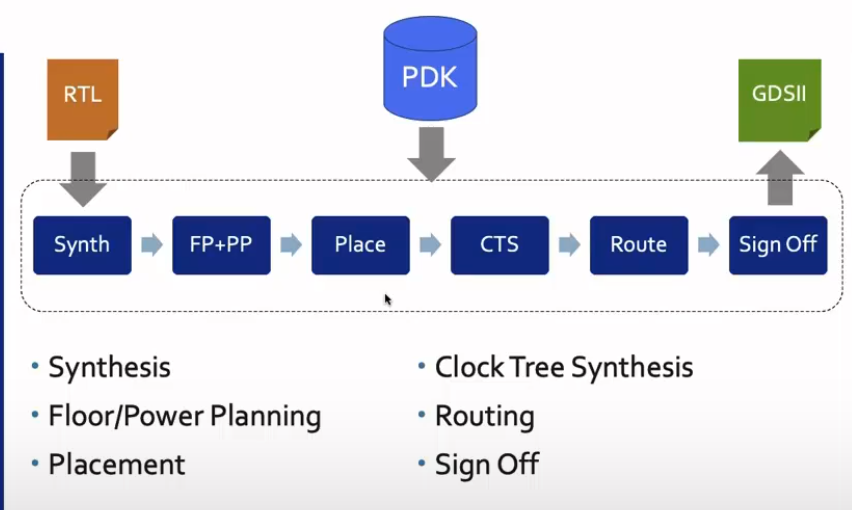 RTL
PDK
GDSII
Synth
FP+PP
Place
CTS
Route
Sign Off
• Synthesis
• Floor/Power Planning
• Placement
• Clock Tree Synthesis
• Routing
• Sign Off